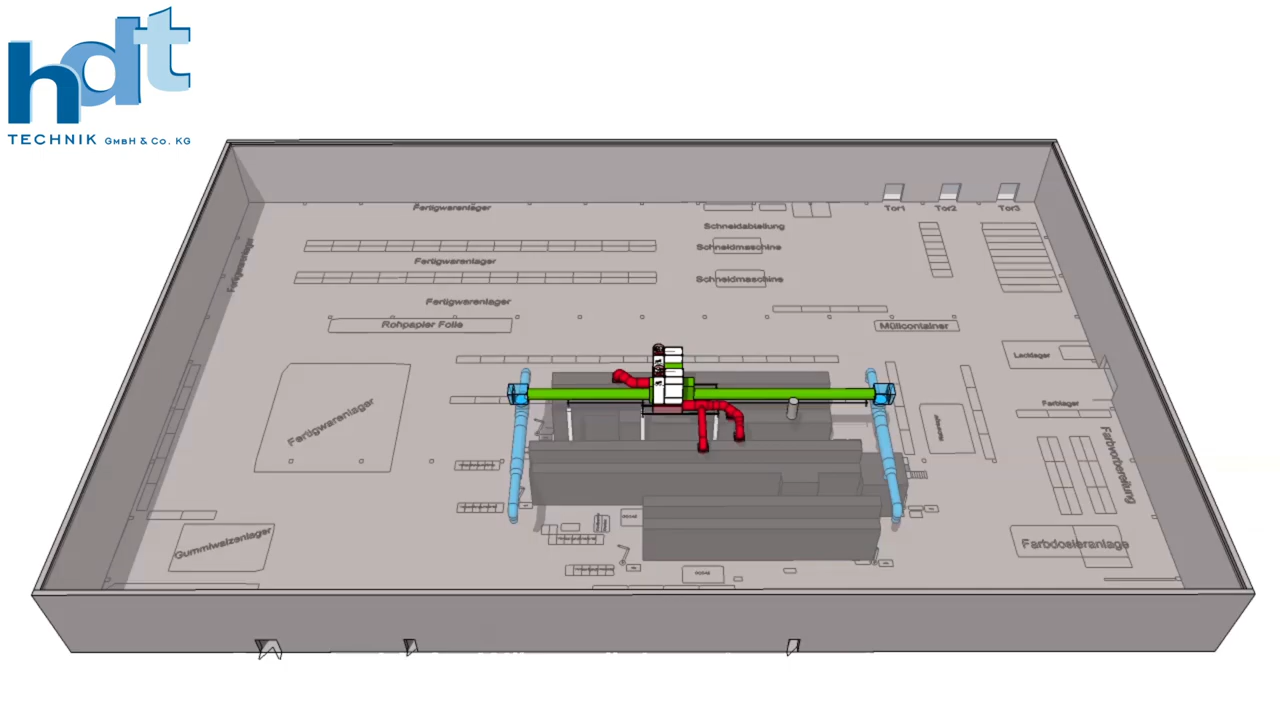 hdt
TECHNIK GMBH & CO. KG
Fertigwarenlager
Tor1
Tor2
Tor3
Schneidabteilung
Fertigwarenlager
Schneidmaschine
Fertigwarenlager
Schneidmaschine
Fertigwarenlager
Rohpapier Folie
Müllcontainer
Lacklager
Farblager
Fertigwarenlager
Farbvorbereitung
Gummiwalzenlager
Farbdosieranlage